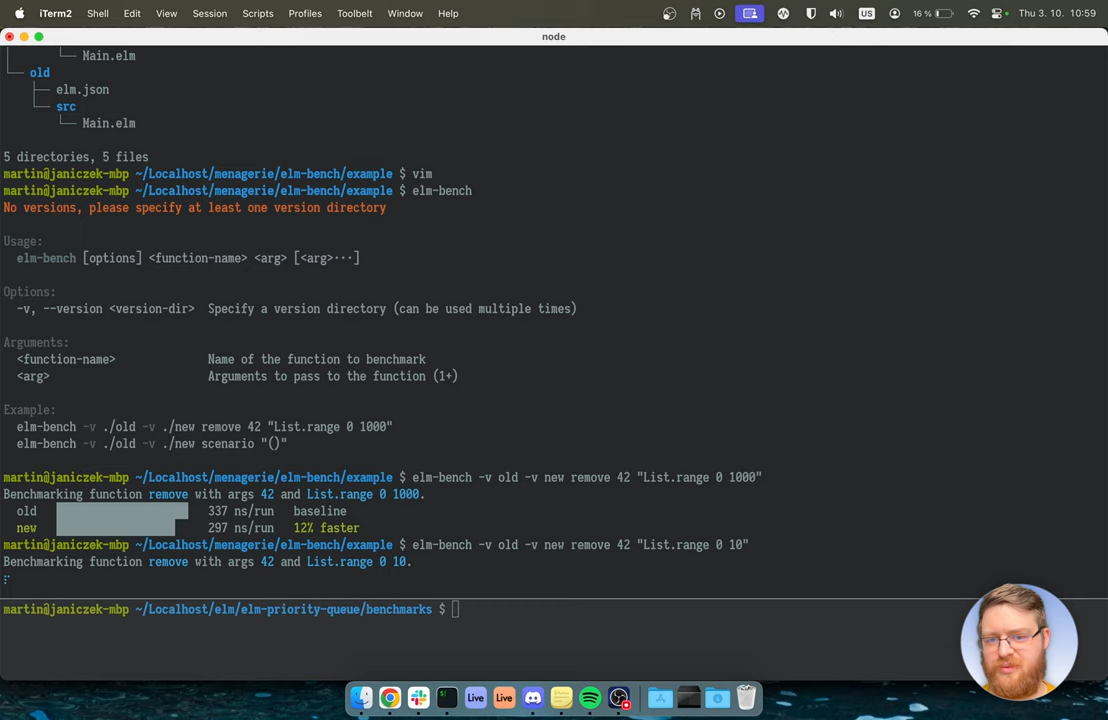 iTerm2 Shell Edit View Session Scripts Profiles Toolbelt Window Help US 16 % Thu 3. 10. 10:59
node
└── Main.elm
└── old
├── elm.json
└── src
└── Main.elm
5 directories, 5 files
martin@janiczek-mbp ~/Localhost/menagerie/elm-bench/example $ vim
martin@janiczek-mbp ~/Localhost/menagerie/elm-bench/example $ elm-bench
No versions, please specify at least one version directory
Usage:
elm-bench [options] <function-name> <arg> [<arg>···]
Options:
-v, --version <version-dir> Specify a version directory (can be used multiple times)
Arguments:
<function-name> Name of the function to benchmark
<arg> Arguments to pass to the function (1+)
Example:
elm-bench -v ./old -v ./new remove 42 "List.range 0 1000"
elm-bench -v ./old -v ./new scenario "()"
martin@janiczek-mbp ~/Localhost/menagerie/elm-bench/example $ elm-bench -v old -v new remove 42 "List.range 0 1000"
Benchmarking function remove with args 42 and List.range 0 1000.
old 337 ns/run baseline
new 297 ns/run 12% faster
martin@janiczek-mbp ~/Localhost/menagerie/elm-bench/example $ elm-bench -v old -v new remove 42 "List.range 0 10"
Benchmarking function remove with args 42 and List.range 0 10.
martin@janiczek-mbp ~/Localhost/elm/elm-priority-queue/benchmarks $
Live Live